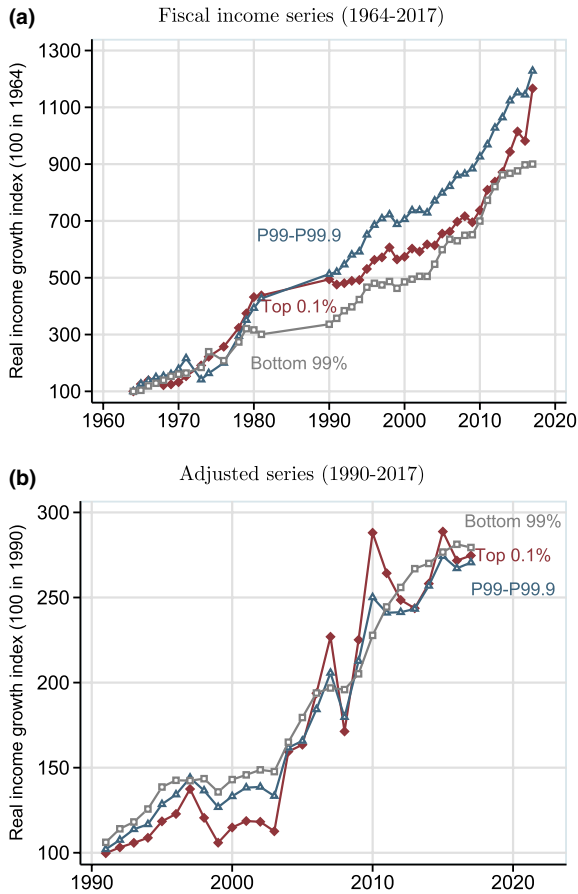 (a) Fiscal income series (1964-2017)
Real income growth index (100 in 1964)
1300
1100
900
700
500
300
100
P99-P99.9
Top 0.1%
Bottom 99%
1960 1970 1980 1990 2000 2010 2020
(b) Adjusted series (1990-2017)
Real income growth index (100 in 1990)
300
250
200
150
100
Bottom 99%
Top 0.1%
P99-P99.9
1990 2000 2010 2020